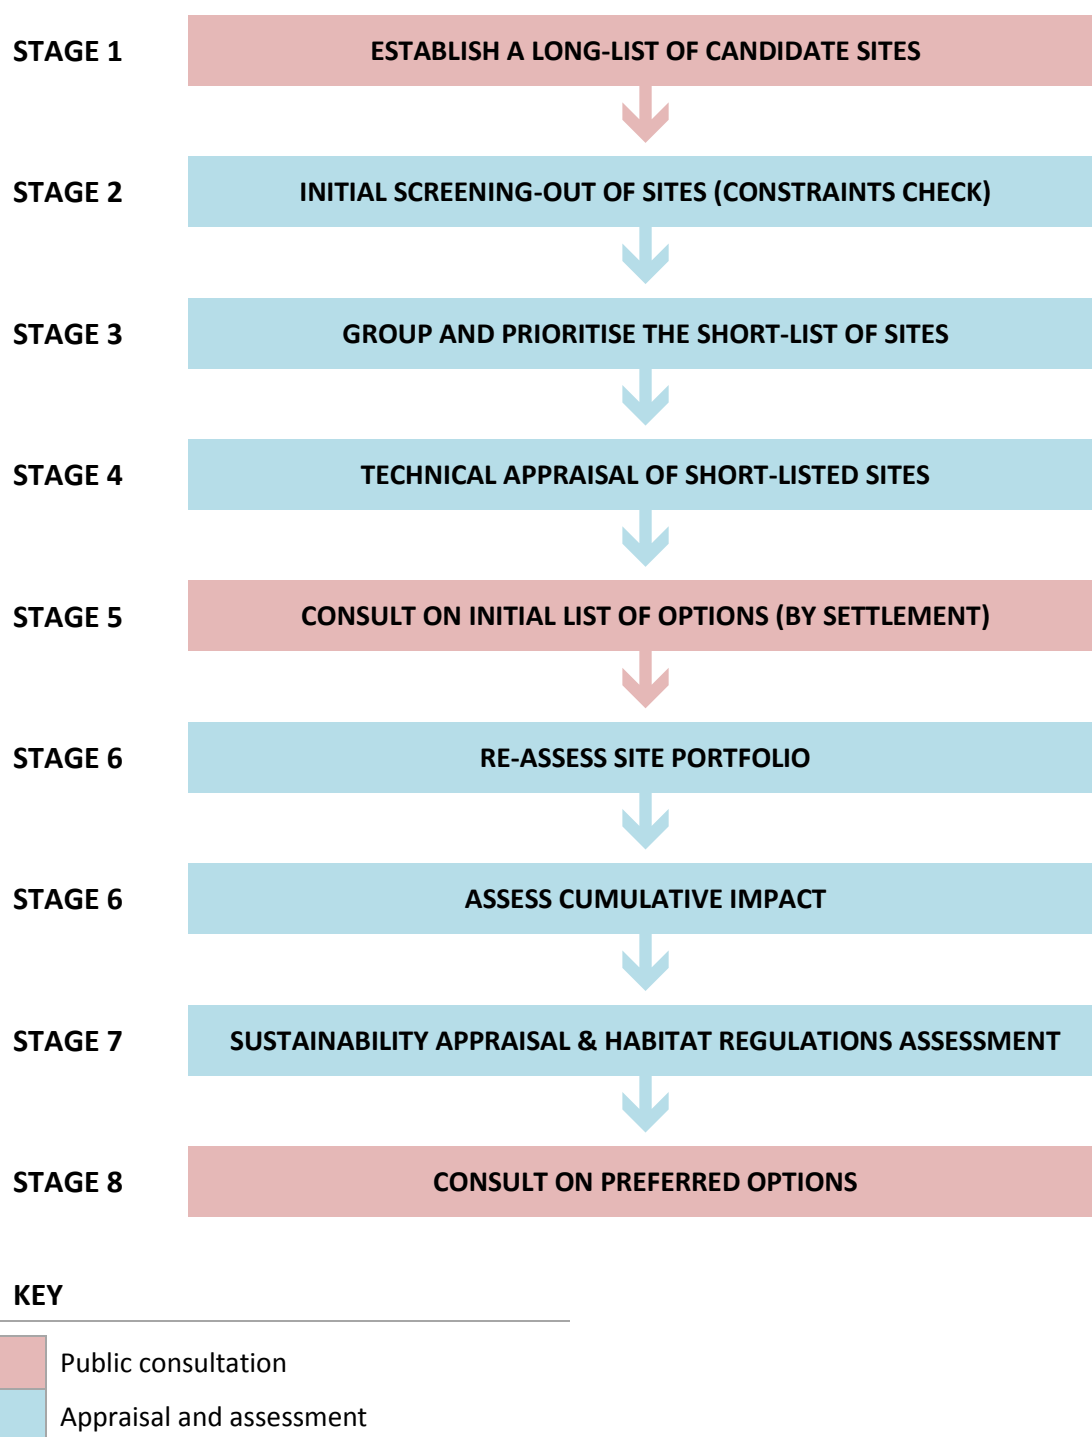 STAGE 1
ESTABLISH A LONG-LIST OF CANDIDATE SITES
STAGE 2
INITIAL SCREENING-OUT OF SITES (CONSTRAINTS CHECK)
STAGE 3
GROUP AND PRIORITISE THE SHORT-LIST OF SITES
STAGE 4
TECHNICAL APPRAISAL OF SHORT-LISTED SITES
STAGE 5
CONSULT ON INITIAL LIST OF OPTIONS (BY SETTLEMENT)
STAGE 6
RE-ASSESS SITE PORTFOLIO
STAGE 6
ASSESS CUMULATIVE IMPACT
STAGE 7
SUSTAINABILITY APPRAISAL & HABITAT REGULATIONS ASSESSMENT
STAGE 8
CONSULT ON PREFERRED OPTIONS
KEY
Public consultation
Appraisal and assessment